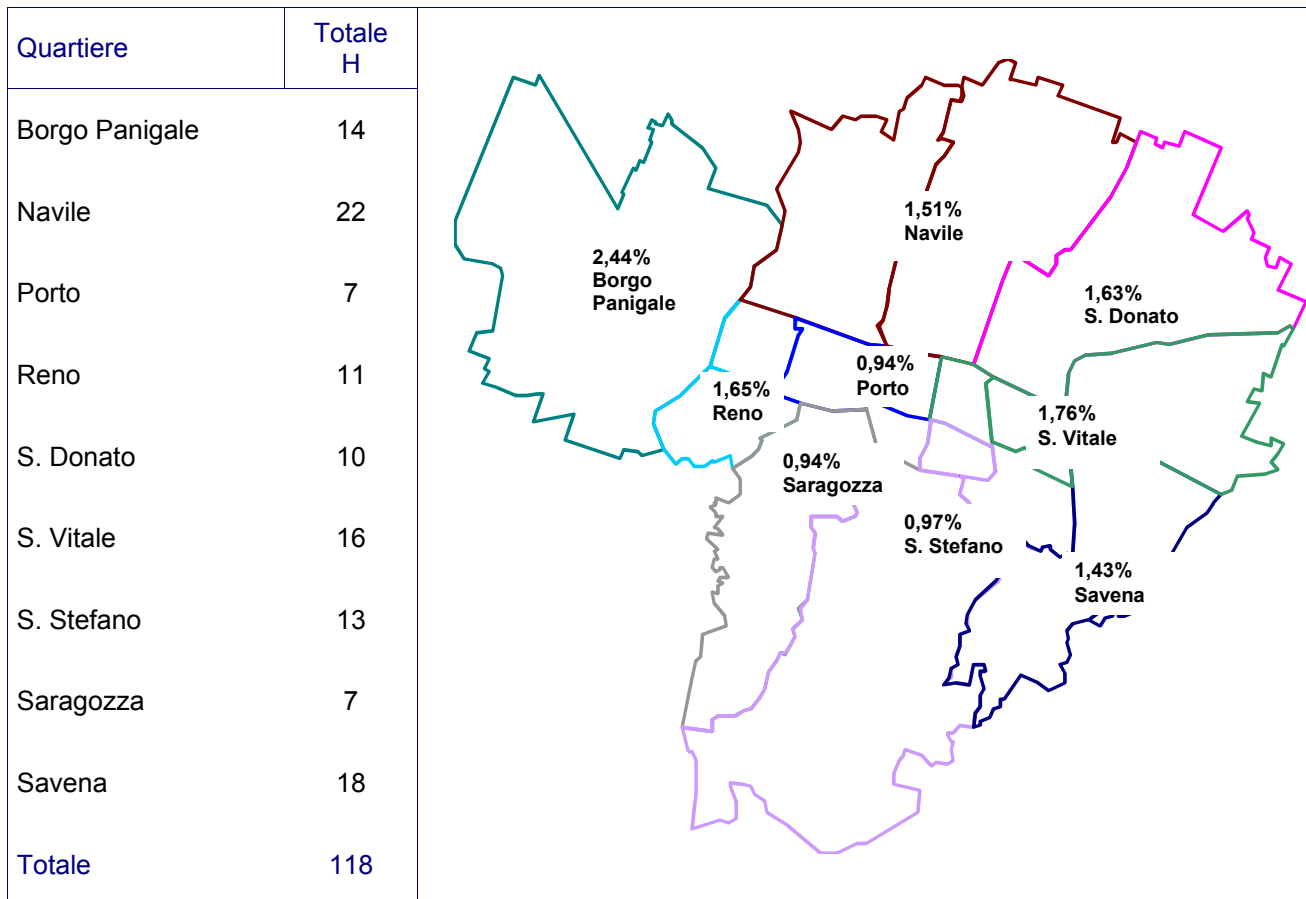 Quartiere Totale
H
Borgo Panigale 14
Navile 22
Porto 7
Reno 11
S. Donato 10
S. Vitale 16
S. Stefano 13
Saragozza 7
Savena 18
Totale 118
1,51%
Navile
2,44%
Borgo
Panigale
1,63%
S. Donato
0,94%
Porto
1,65%
Reno
1,76%
S. Vitale
0,94%
Saragozza
0,97%
S. Stefano
1,43%
Savena